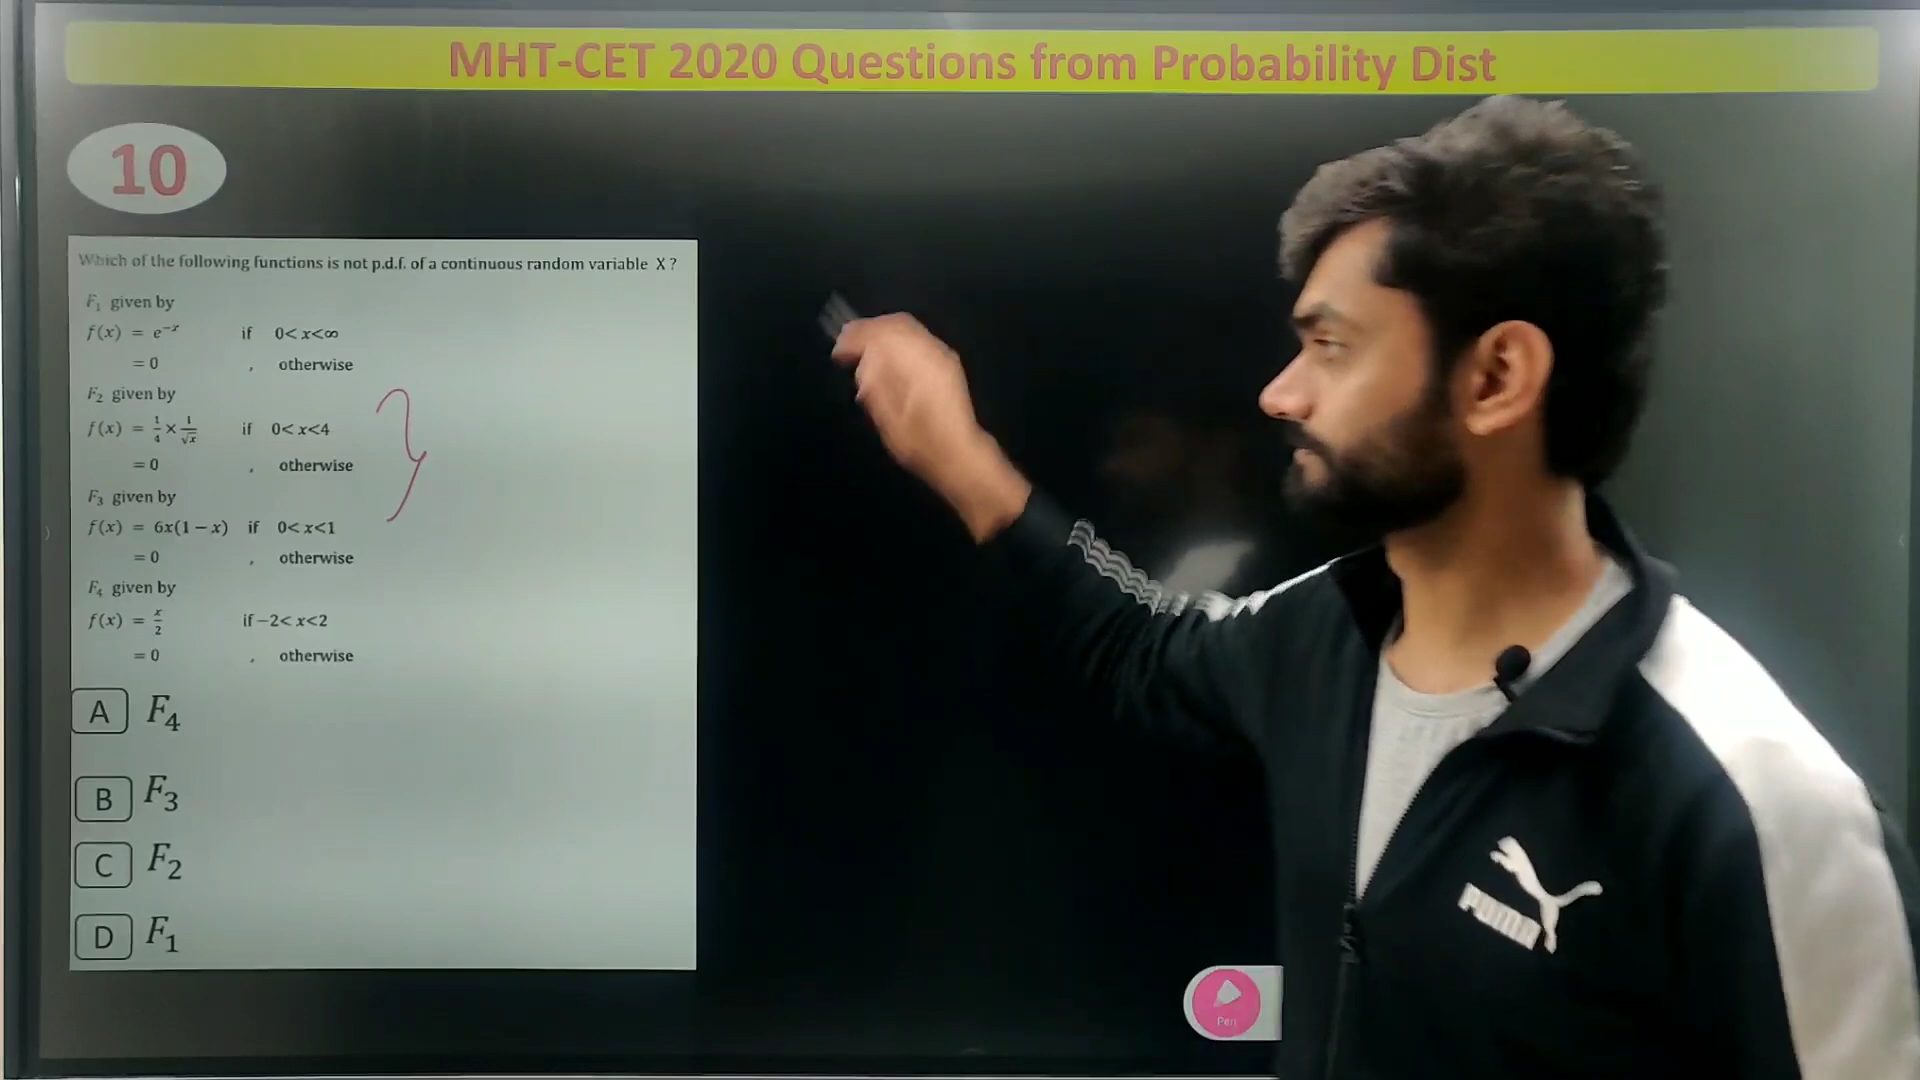 MHT-CET 2020 Questions from Probability Dist
10
Which of the following functions is not p.d.f. of a continuous random variable X ?
F₁ given by
f(x) = e⁻ˣ if 0< x<∞
= 0 , otherwise
F₂ given by
f(x) = 1/4 × 1/√x if 0< x<4
= 0 , otherwise
F₃ given by
f(x) = 6x(1 – x) if 0< x<1
= 0 , otherwise
F₄ given by
f(x) = x/2 if –2< x<2
= 0 , otherwise
A F₄
B F₃
C F₂
D F₁
PUMA
Pen